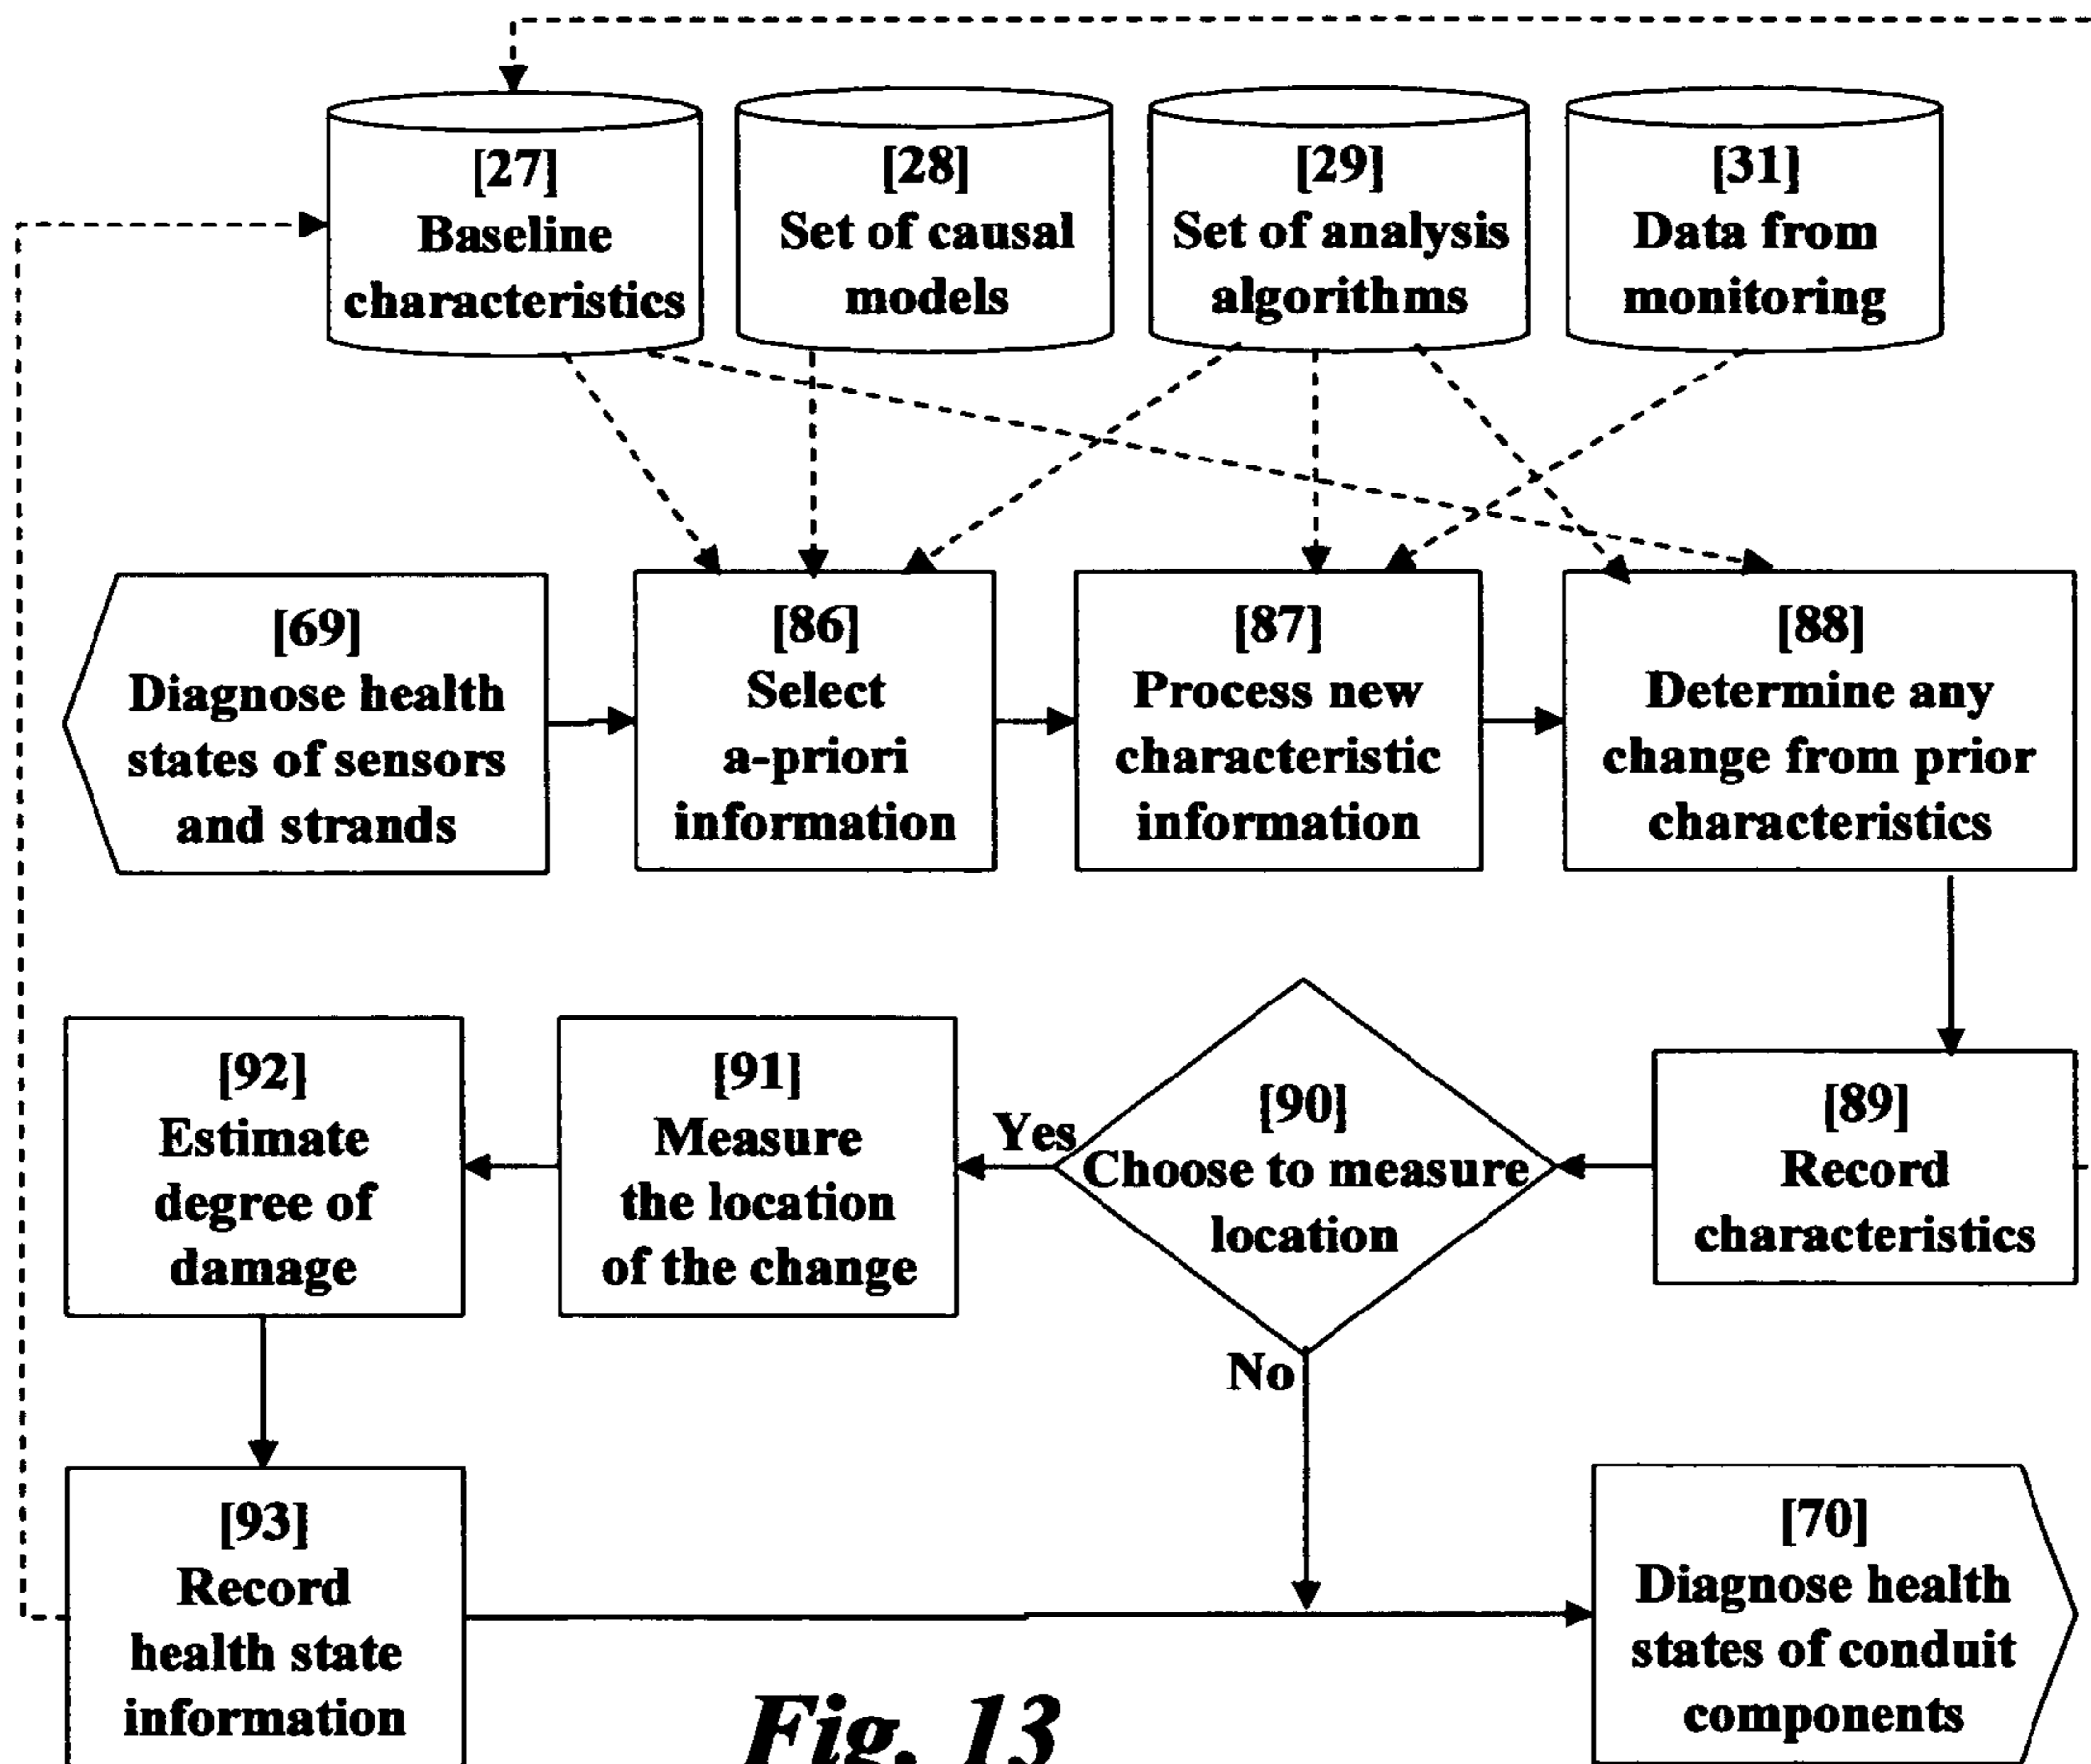 [27]
Baseline
characteristics
[28]
Set of causal
models
[29]
Set of analysis
algorithms
[31]
Data from
monitoring
[69]
Diagnose health
states of sensors
and strands
[86]
Select
a-priori
information
[87]
Process new
characteristic
information
[88]
Determine any
change from prior
characteristics
[92]
Estimate
degree of
damage
[91]
Measure
the location
of the change
Yes
[90]
Choose to measure
location
No
[89]
Record
characteristics
[93]
Record
health state
information
[70]
Diagnose health
states of conduit
components
Fig. 13